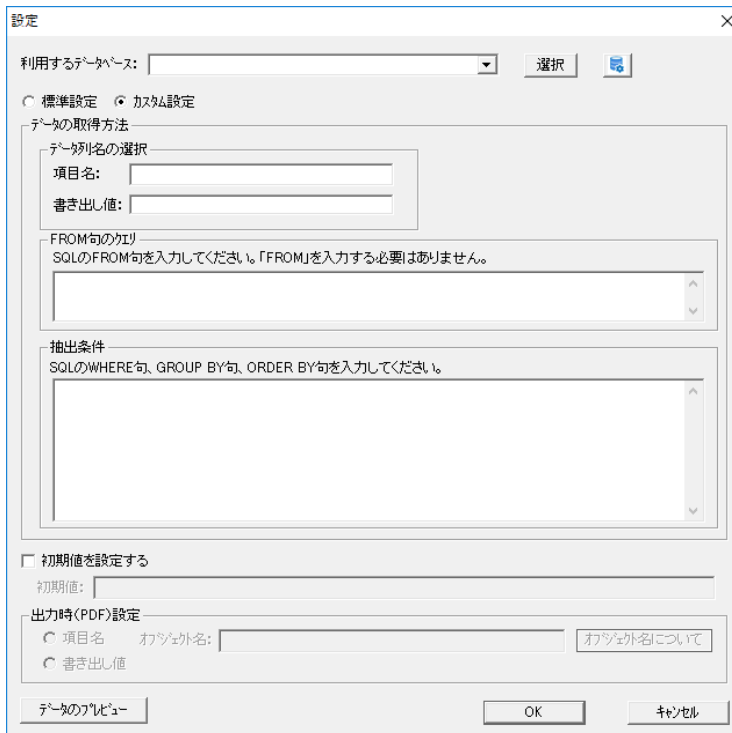 設定
利用するデータベース: 選択
標準設定 カスタム設定
データの取得方法
データ列名の選択
項目名:
書き出し値:
FROM句のクエリ
SQLのFROM句を入力してください。「FROM」を入力する必要はありません。
抽出条件
SQLのWHERE句、GROUP BY句、ORDER BY句を入力してください。
初期値を設定する
初期値:
出力時(PDF)設定
項目名 オブジェクト名: オブジェクト名について
書き出し値
データのプレビュー OK キャンセル